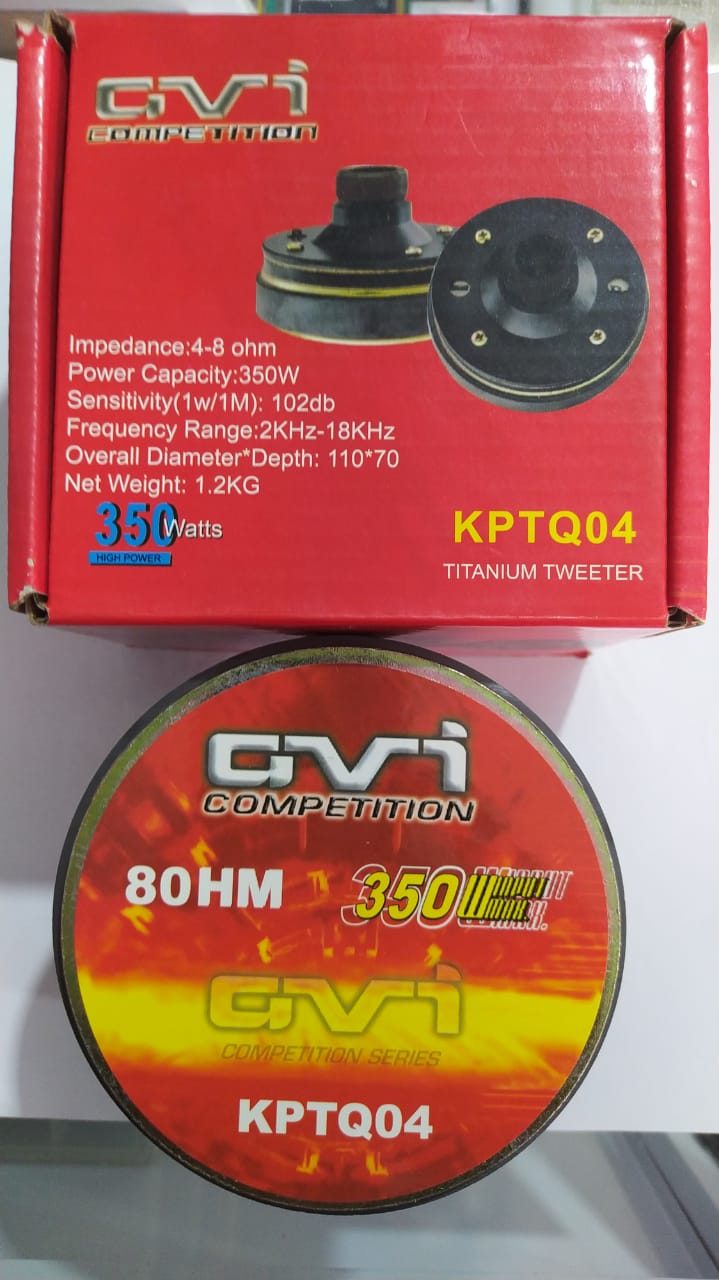 GVi
COMPETITION
Impedance:4-8 ohm
Power Capacity:350W
Sensitivity(1w/1M): 102db
Frequency Range:2KHz-18KHz
Overall Diameter*Depth: 110*70
Net Weight: 1.2KG
350 Watts
HIGH POWER
KPTQ04
TITANIUM TWEETER
GVi
COMPETITION
80HM
350W
GVi
COMPETITION SERIES
KPTQ04